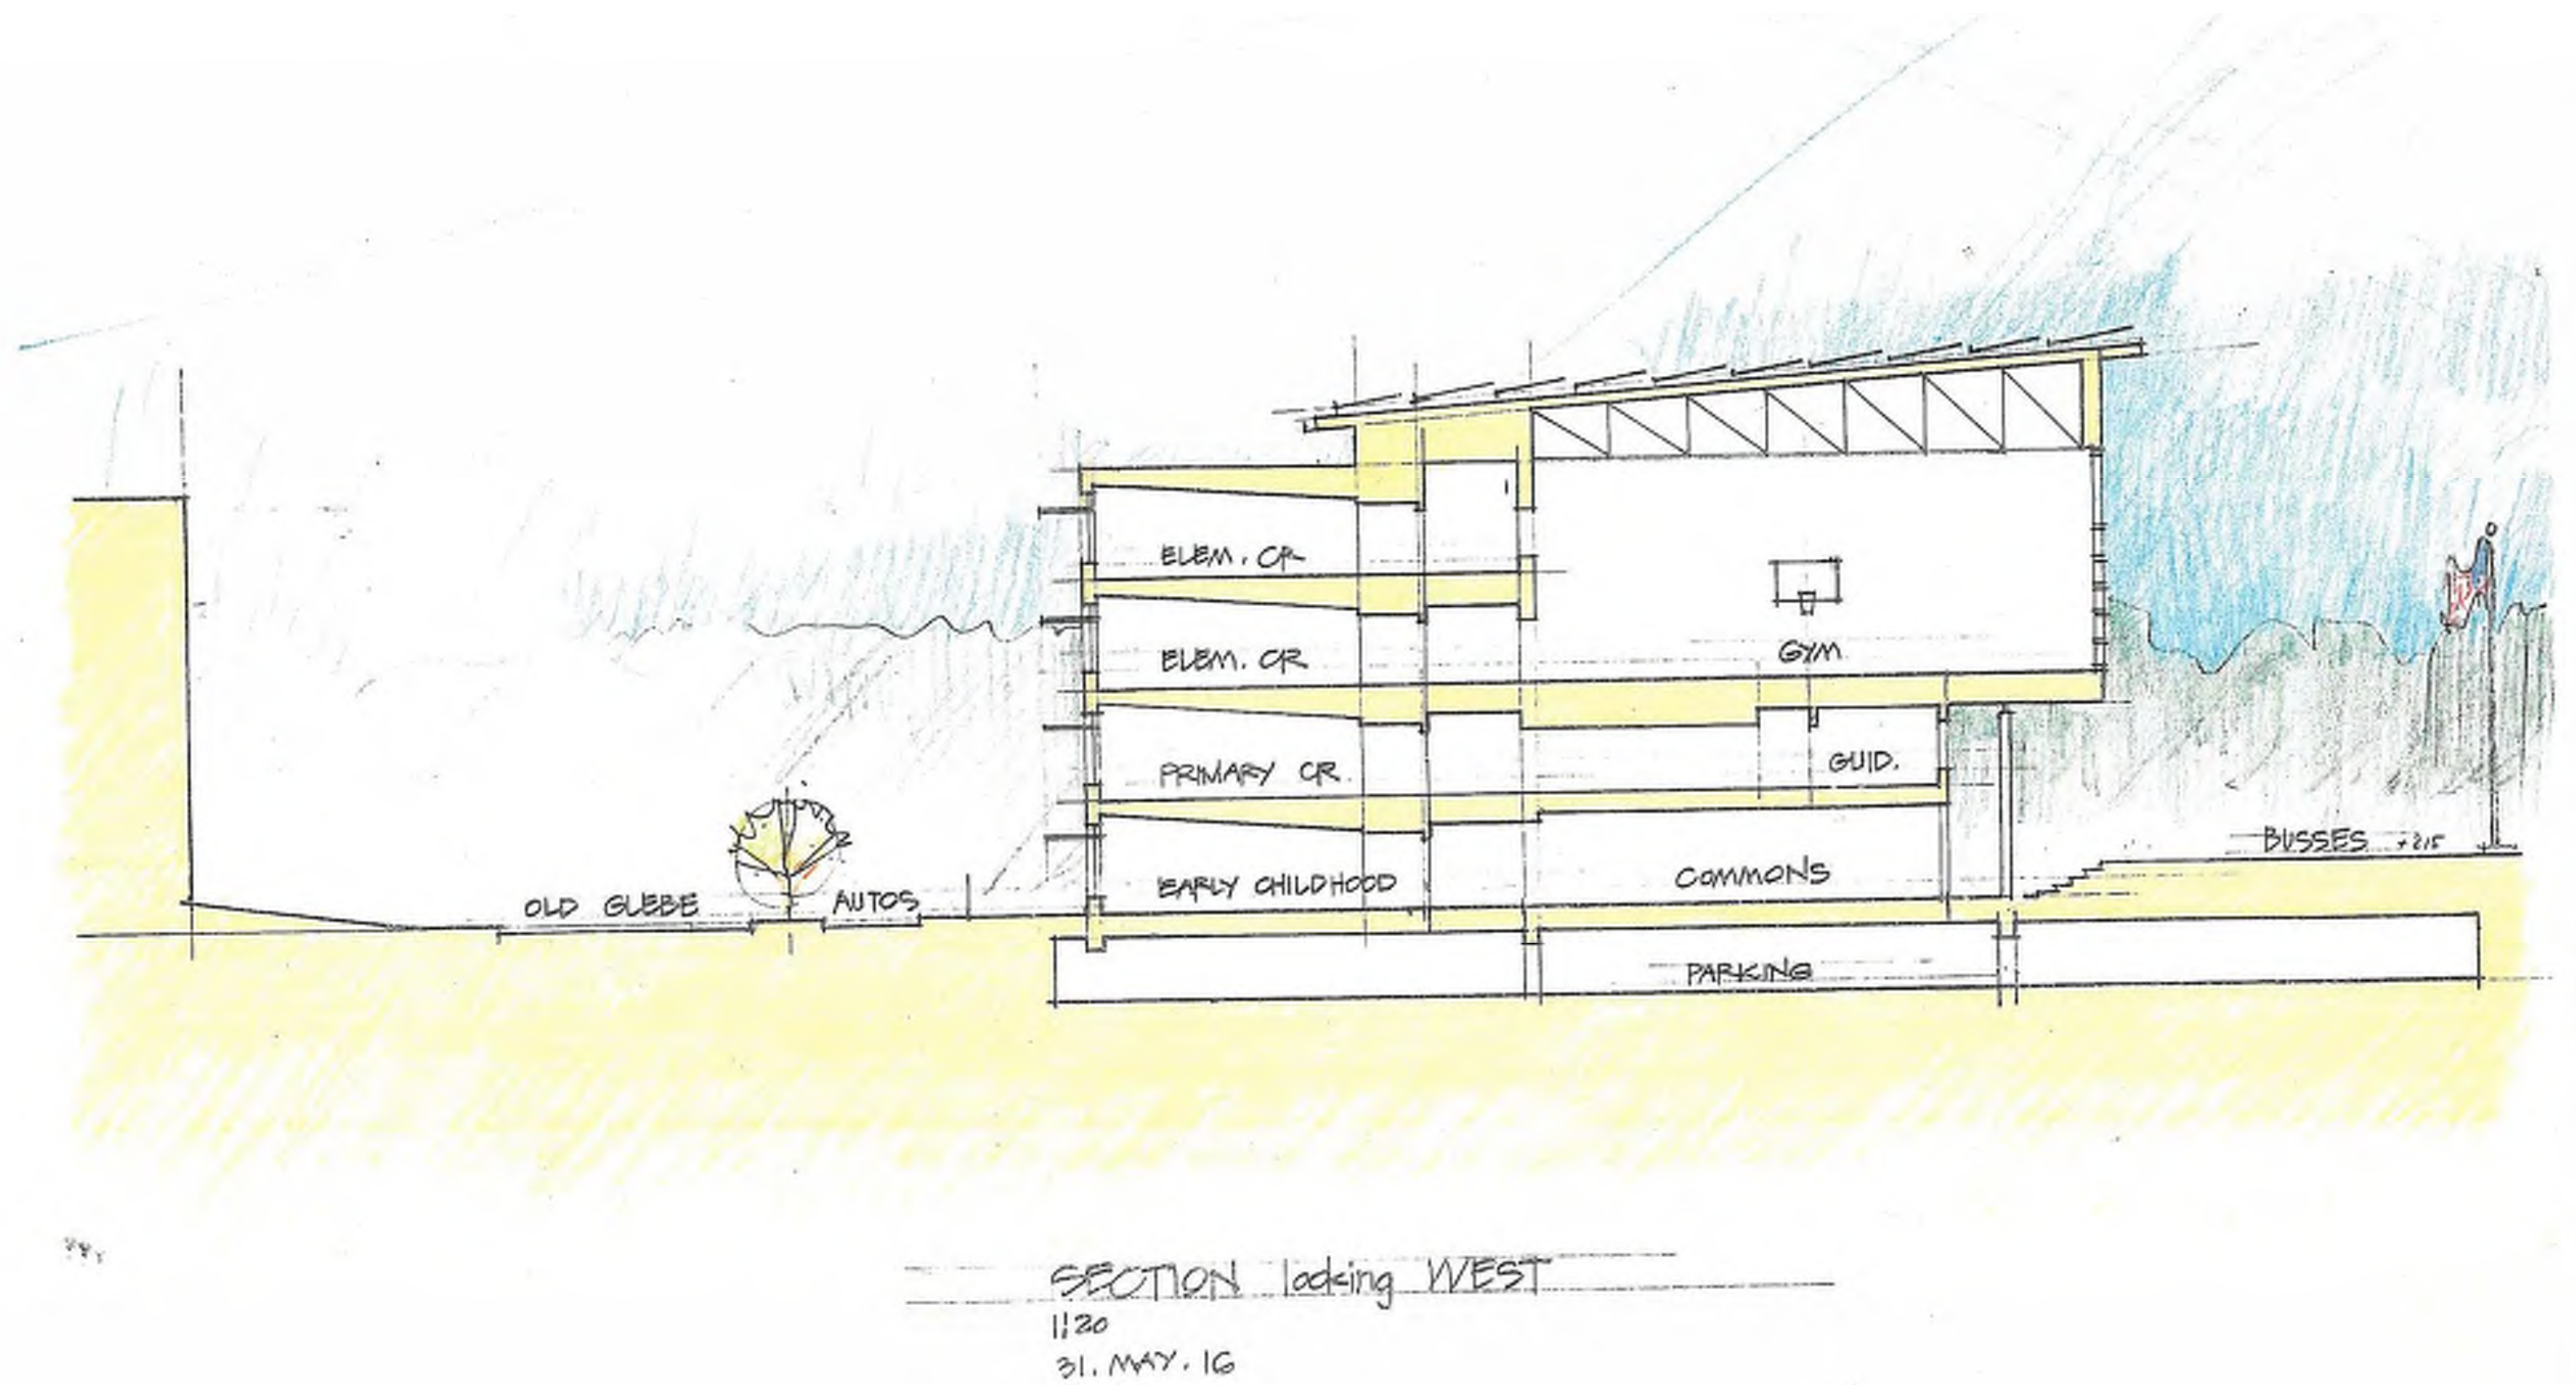 ELEM. CR
ELEM. CR
GYM
PRIMARY CR.
GUID.
BUSSES +215
EARLY CHILDHOOD
COMMONS
OLD GLEBE
AUTOS
PARKING
SECTION looking WEST
1:20
31. MAY. 16